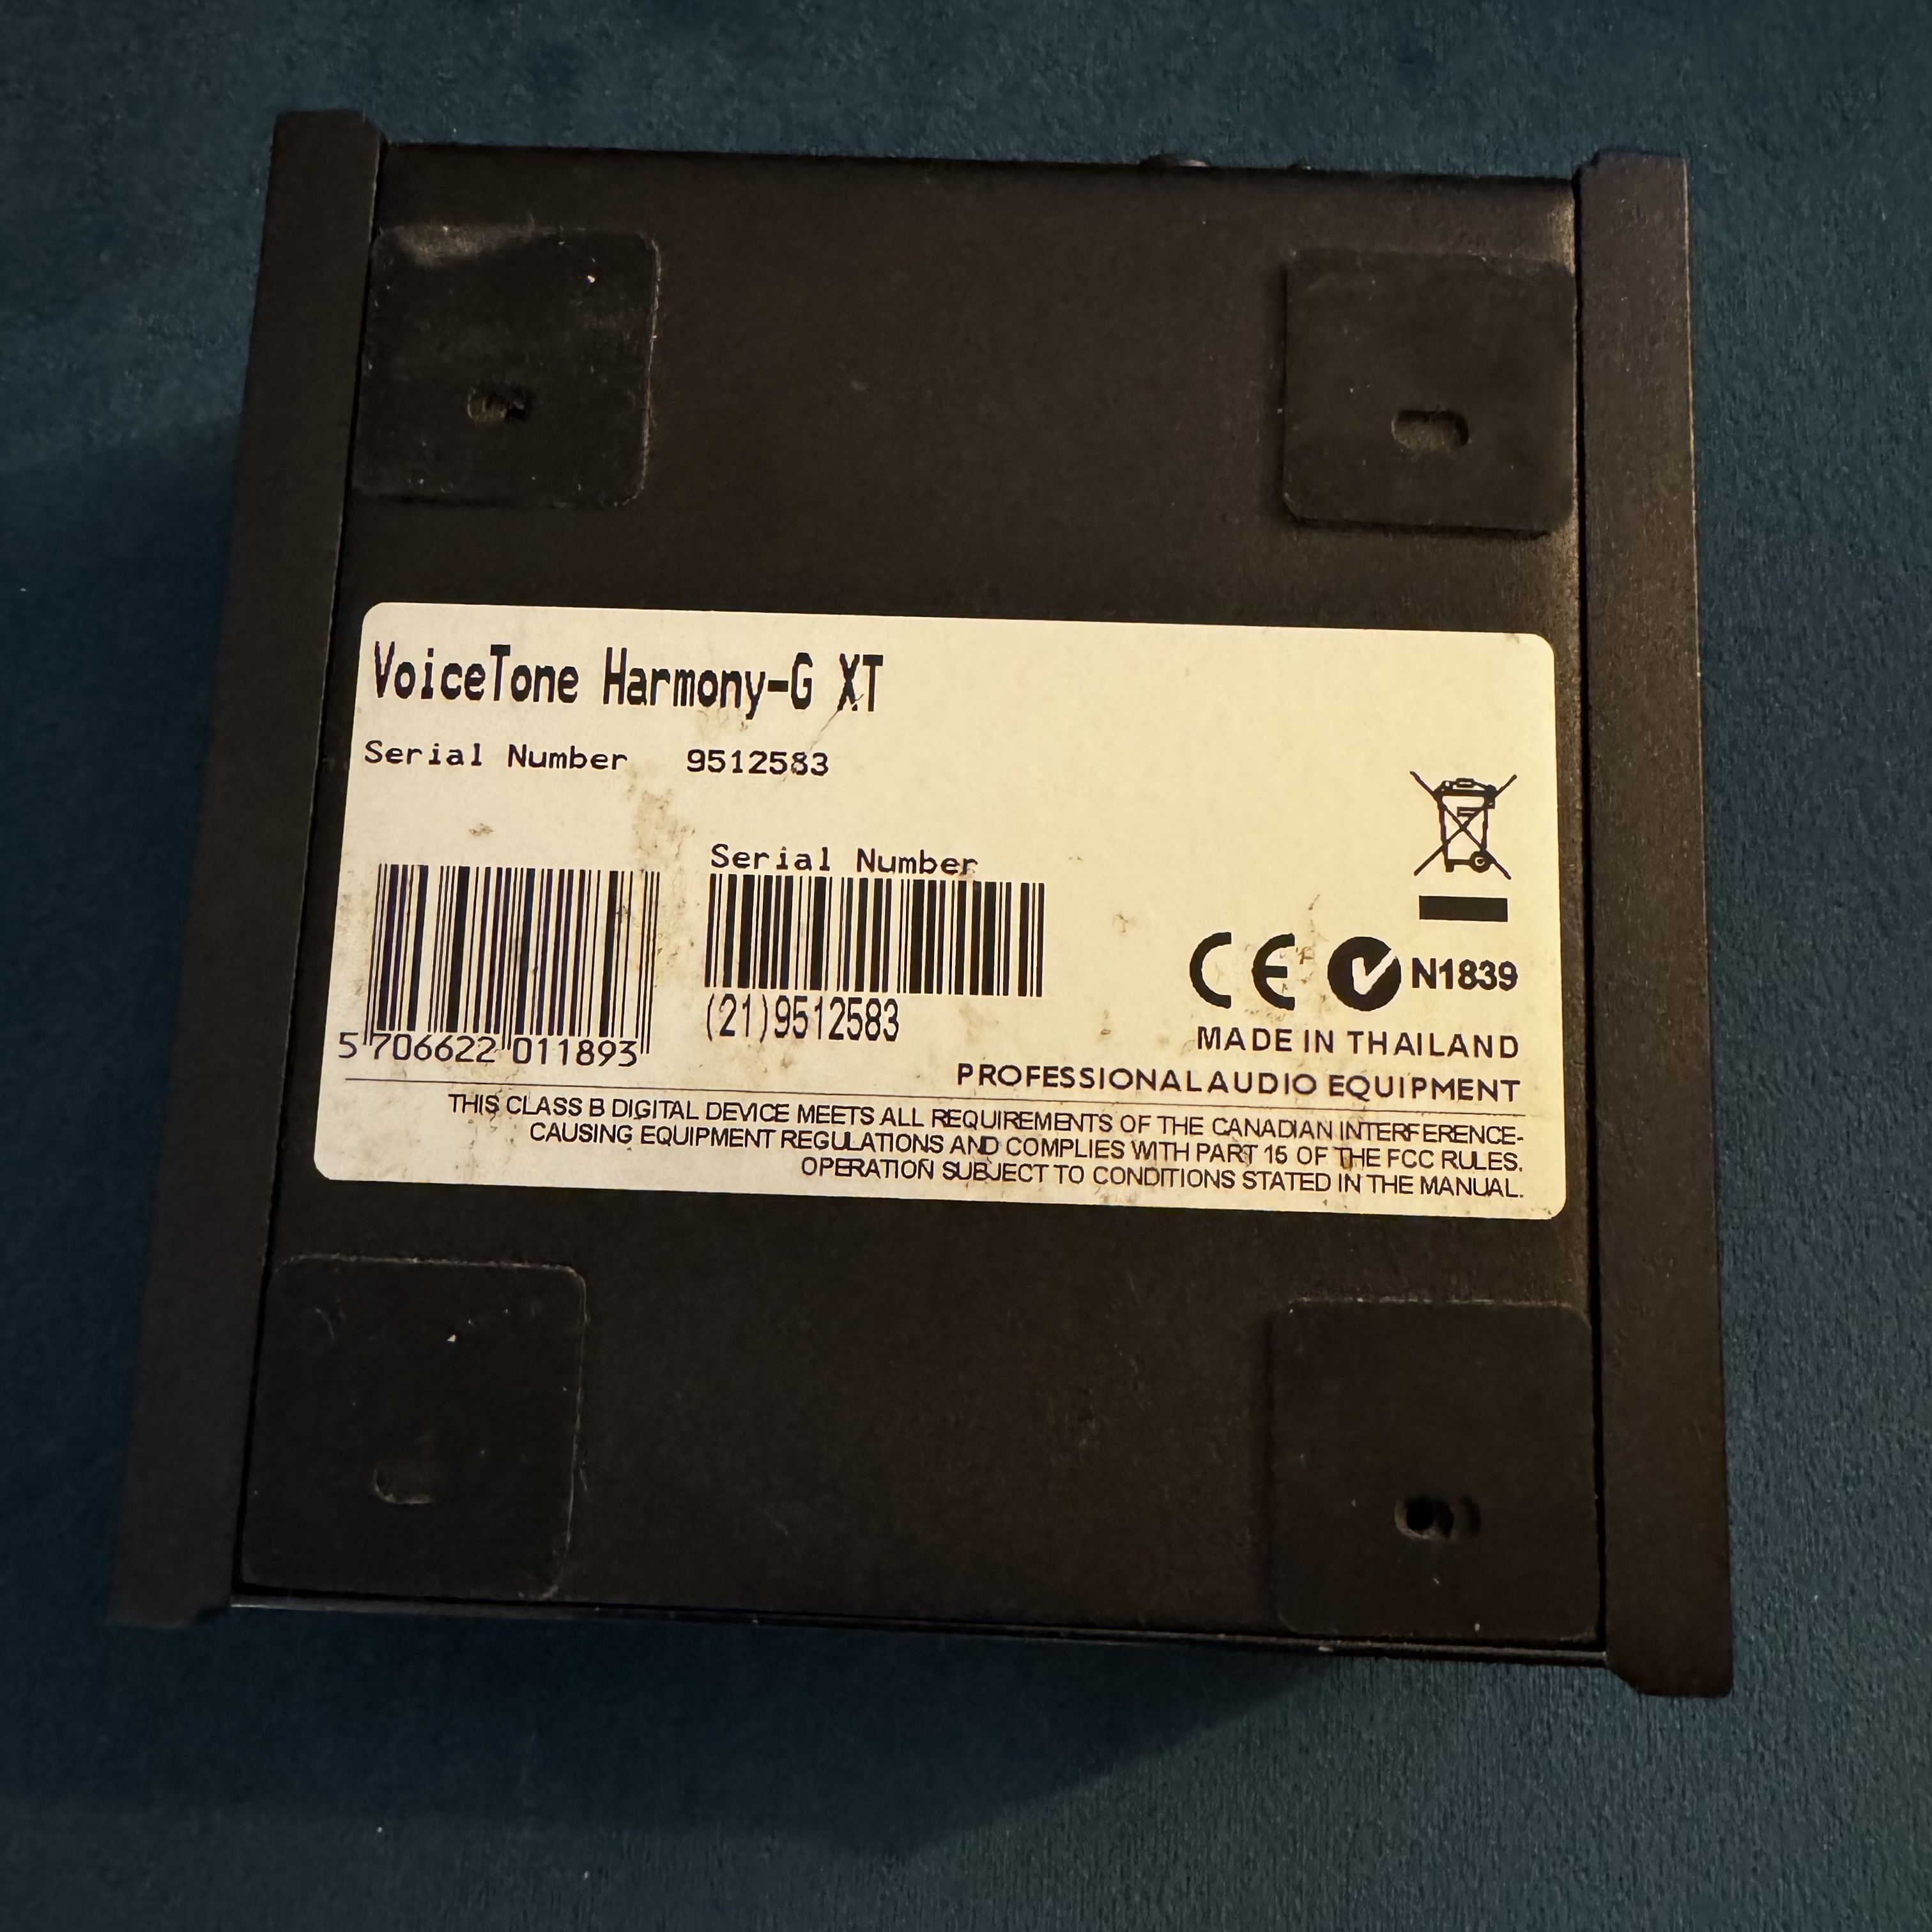 VoiceTone Harmony-G XT
Serial Number 9512583
Serial Number
(21)9512583
5 706622 011893
CE N1839
MADE IN THAILAND
PROFESSIONAL AUDIO EQUIPMENT
THIS CLASS B DIGITAL DEVICE MEETS ALL REQUIREMENTS OF THE CANADIAN INTERFERENCE-
CAUSING EQUIPMENT REGULATIONS AND COMPLIES WITH PART 15 OF THE FCC RULES.
OPERATION SUBJECT TO CONDITIONS STATED IN THE MANUAL.